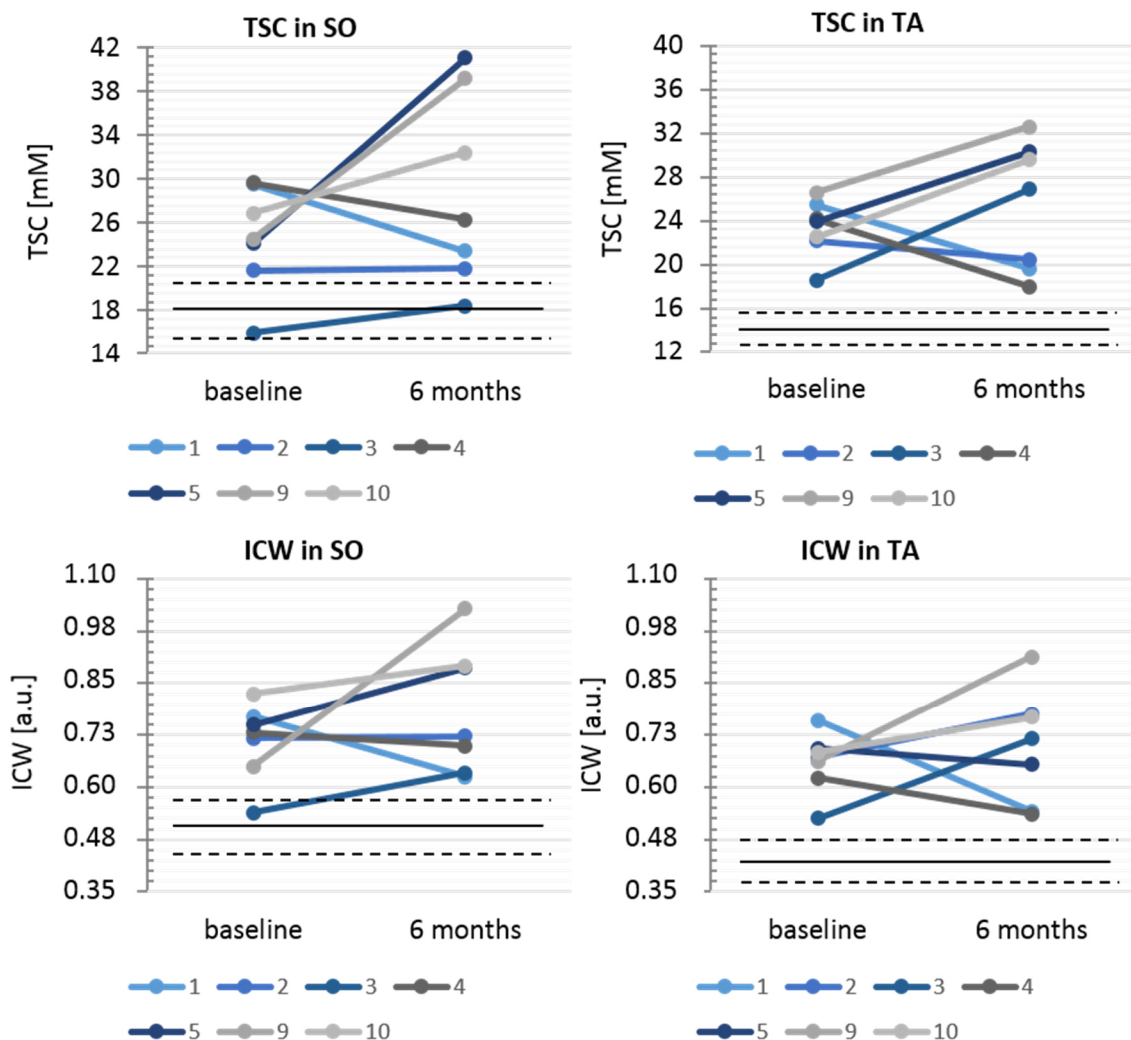 TSC in SO
42
38
34
30
26
22
18
14
TSC [mM]
baseline 6 months
1 2 3 4
5 9 10
TSC in TA
40
36
32
28
24
20
16
12
TSC [mM]
baseline 6 months
1 2 3 4
5 9 10
ICW in SO
1.10
0.98
0.85
0.73
0.60
0.48
0.35
ICW [a.u.]
baseline 6 months
1 2 3 4
5 9 10
ICW in TA
1.10
0.98
0.85
0.73
0.60
0.48
0.35
ICW [a.u.]
baseline 6 months
1 2 3 4
5 9 10